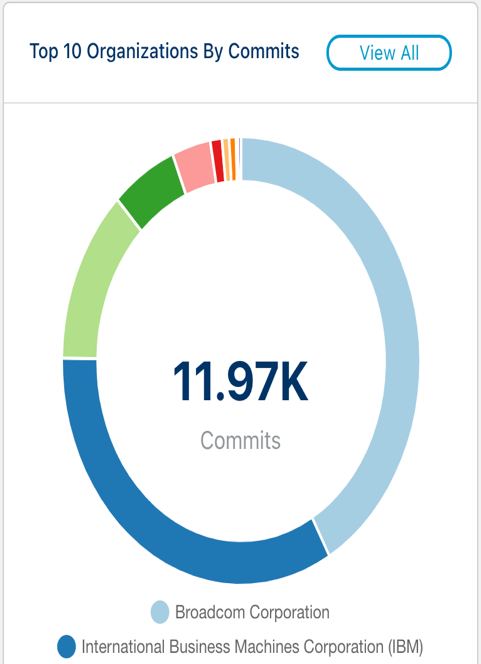 Top 10 Organizations By Commits
View All
11.97K
Commits
Broadcom Corporation
International Business Machines Corporation (IBM)